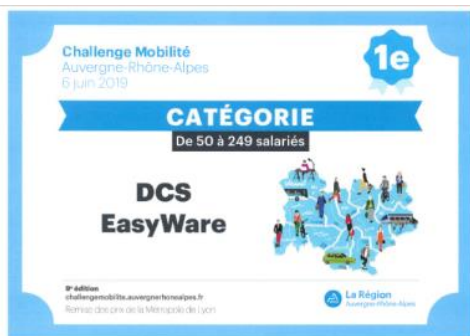 Challenge Mobilité
Auvergne-Rhône-Alpes
6 juin 2019
1e
CATÉGORIE
De 50 à 249 salariés
DCS
EasyWare
9e édition
challengemobilite.auvergnerhonealpes.fr
Remise des prix de la Métropole de Lyon
La Région
Auvergne-Rhône-Alpes